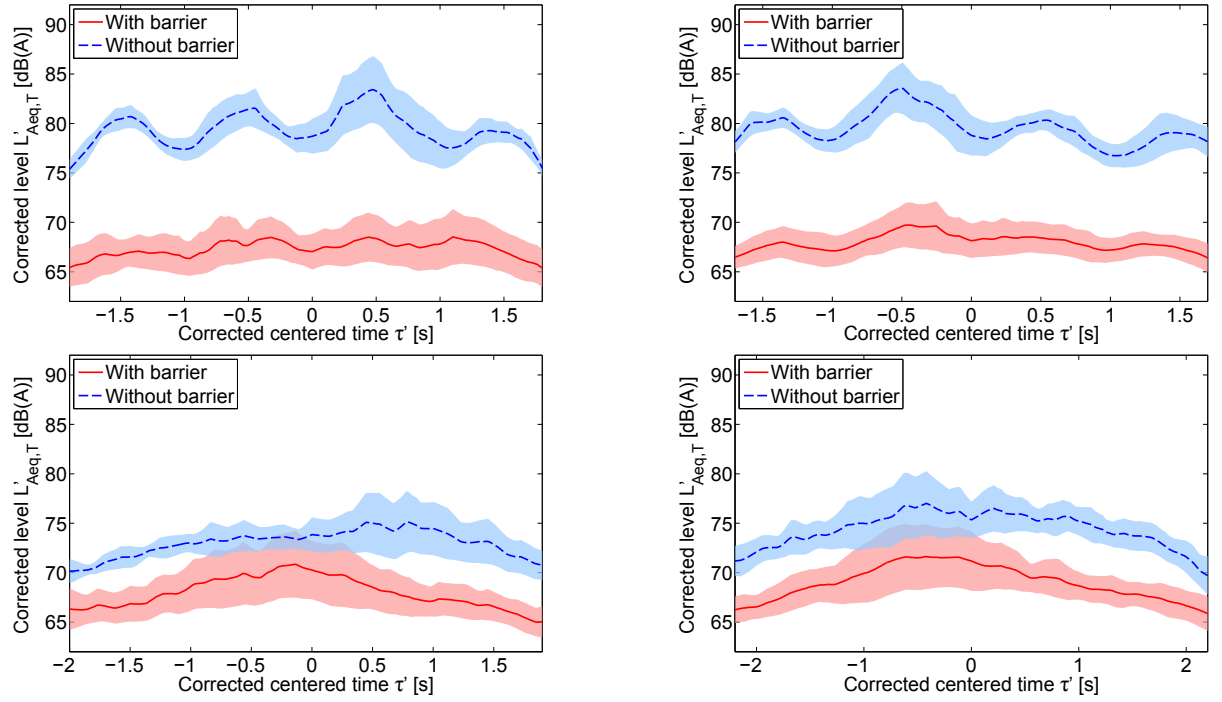 With barrier
Without barrier
Corrected level L'Aeq,T [dB(A)]
90
85
80
75
70
65
−1.5 −1 −0.5 0 0.5 1 1.5
Corrected centered time τ' [s]
With barrier
Without barrier
Corrected level L'Aeq,T [dB(A)]
90
85
80
75
70
65
−1.5 −1 −0.5 0 0.5 1 1.5
Corrected centered time τ' [s]
With barrier
Without barrier
Corrected level L'Aeq,T [dB(A)]
90
85
80
75
70
65
−2 −1.5 −1 −0.5 0 0.5 1 1.5
Corrected centered time τ' [s]
With barrier
Without barrier
Corrected level L'Aeq,T [dB(A)]
90
85
80
75
70
65
−2 −1 0 1 2
Corrected centered time τ' [s]